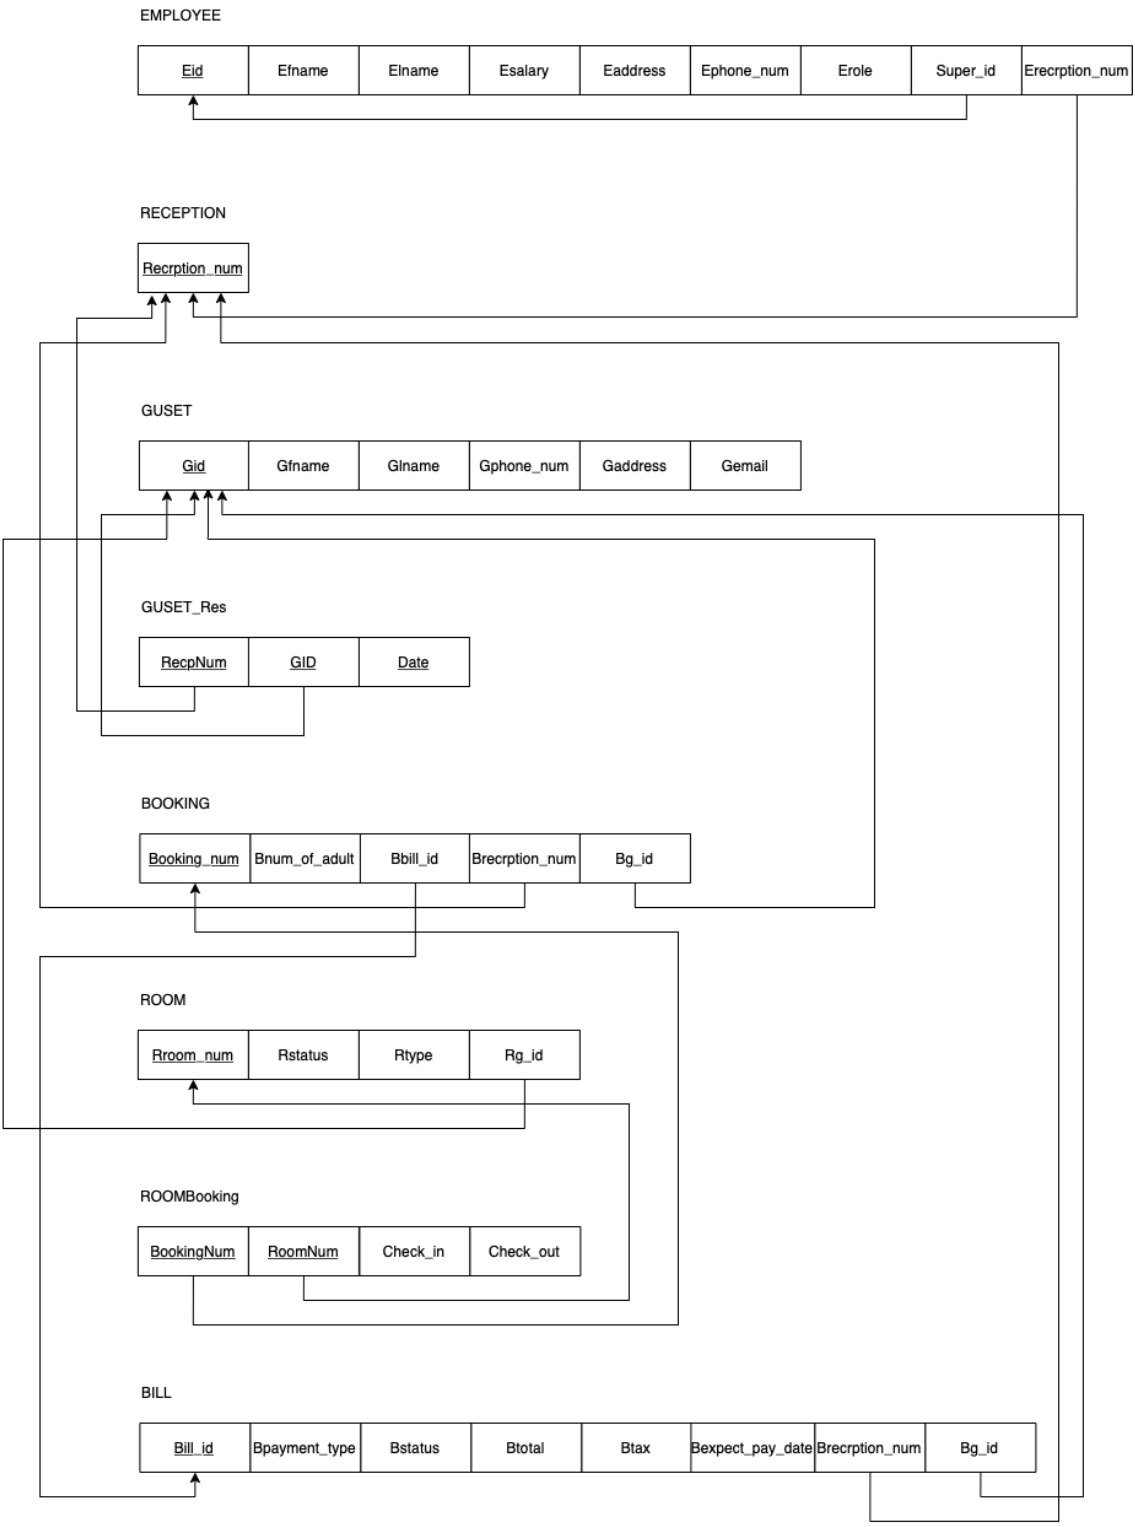 EMPLOYEE
Eid Efname Elname Esalary Eaddress Ephone_num Erole Super_id Erecrption_num
RECEPTION
Recrption_num
GUSET
Gid Gfname Glname Gphone_num Gaddress Gemail
GUSET_Res
RecpNum GID Date
BOOKING
Booking_num Bnum_of_adult Bbill_id Brecrption_num Bg_id
ROOM
Rroom_num Rstatus Rtype Rg_id
ROOMBooking
BookingNum RoomNum Check_in Check_out
BILL
Bill_id Bpayment_type Bstatus Btotal Btax Bexpect_pay_date Brecrption_num Bg_id